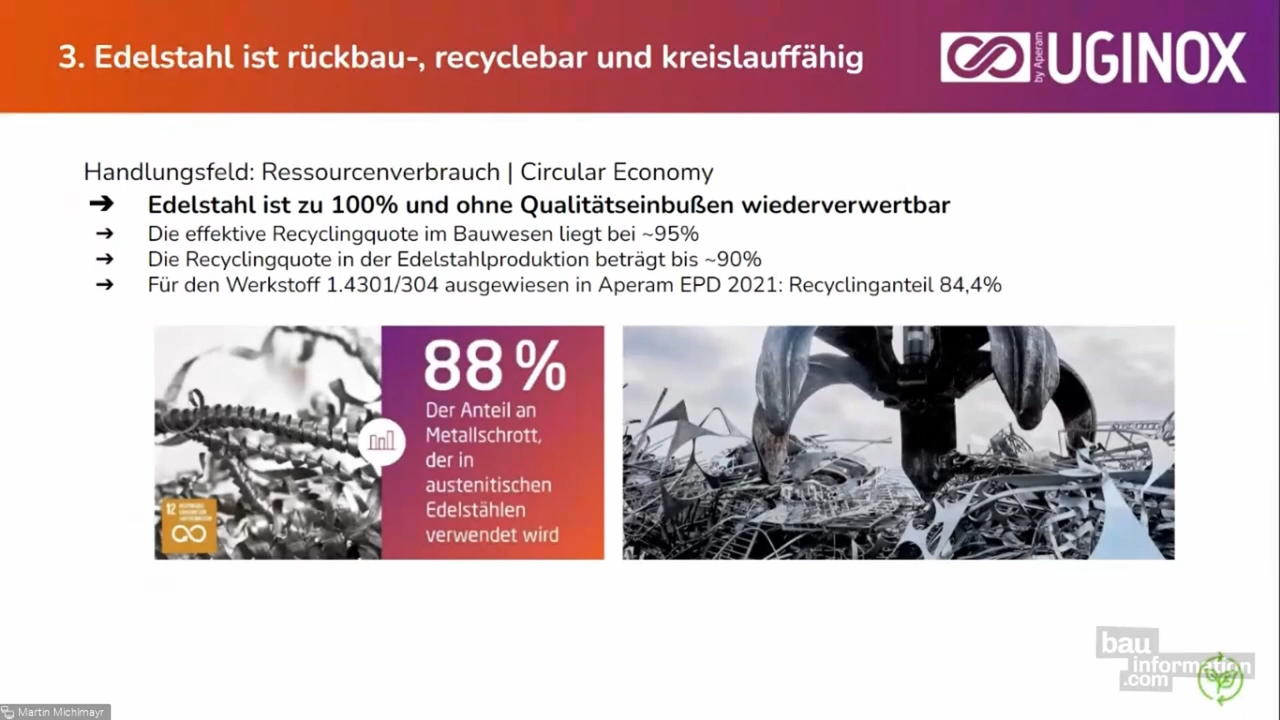 3. Edelstahl ist rückbau-, recyclebar und kreislauffähig
by Aperam
UGINOX
Handlungsfeld: Ressourcenverbrauch | Circular Economy
➔ Edelstahl ist zu 100% und ohne Qualitätseinbußen wiederverwertbar
➔ Die effektive Recyclingquote im Bauwesen liegt bei ~95%
➔ Die Recyclingquote in der Edelstahlproduktion beträgt bis ~90%
➔ Für den Werkstoff 1.4301/304 ausgewiesen in Aperam EPD 2021: Recyclinganteil 84,4%
88 %
Der Anteil an
Metallschrott,
der in
austenitischen
Edelstählen
verwendet wird
12
bau
information
.com
Martin Michlmayr